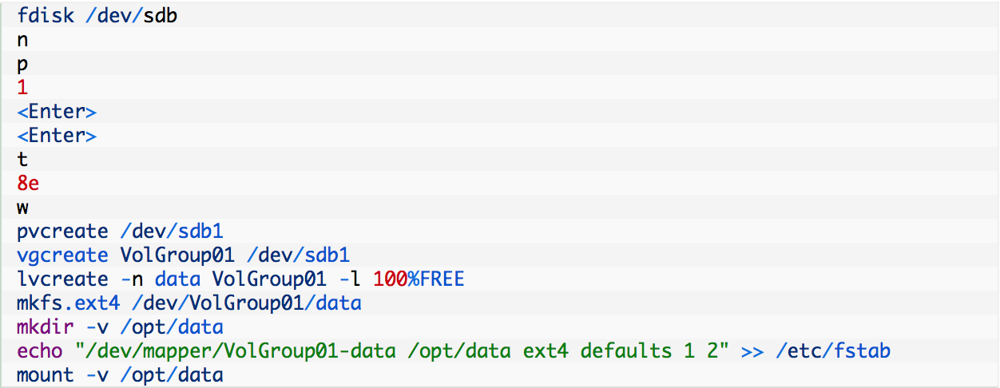 fdisk /dev/sdb
n
p
1
<Enter>
<Enter>
t
8e
w
pvcreate /dev/sdb1
vgcreate VolGroup01 /dev/sdb1
lvcreate -n data VolGroup01 -l 100%FREE
mkfs.ext4 /dev/VolGroup01/data
mkdir -v /opt/data
echo "/dev/mapper/VolGroup01-data /opt/data ext4 defaults 1 2" >> /etc/fstab
mount -v /opt/data